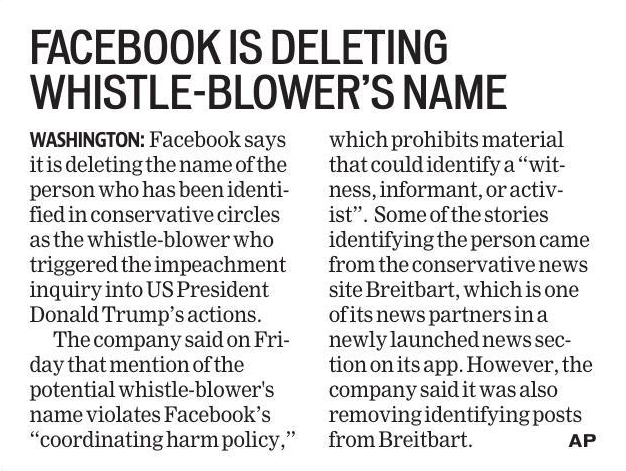 FACEBOOK IS DELETING
WHISTLE-BLOWER’S NAME
WASHINGTON: Facebook says
it is deleting the name of the
person who has been identi-
fied in conservative circles
as the whistle-blower who
triggered the impeachment
inquiry into US President
Donald Trump’s actions.
The company said on Fri-
day that mention of the
potential whistle-blower's
name violates Facebook’s
“coordinating harm policy,”
which prohibits material
that could identify a “wit-
ness, informant, or activ-
ist”. Some of the stories
identifying the person came
from the conservative news
site Breitbart, which is one
of its news partners in a
newly launched news sec-
tion on its app. However, the
company said it was also
removing identifying posts
from Breitbart. AP